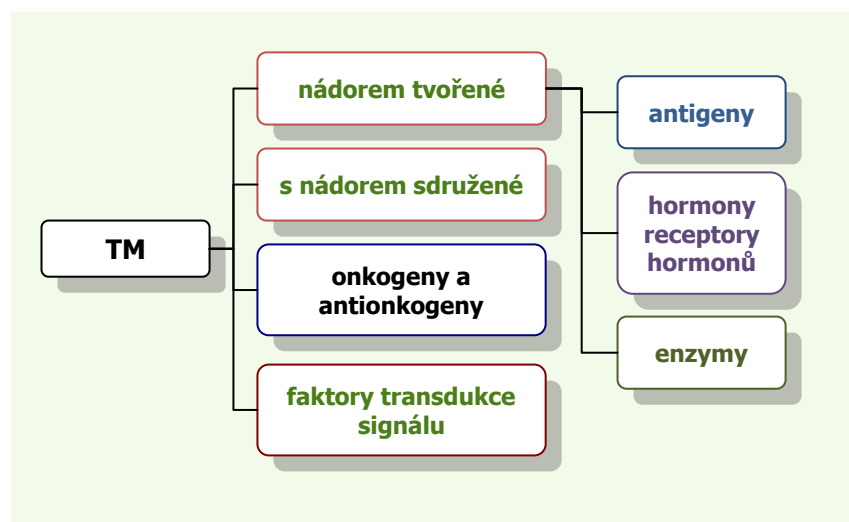 TM
nádorem tvořené
s nádorem sdružené
onkogeny a
antionkogeny
faktory transdukce
signálu
antigeny
hormony
receptory
hormonů
enzymy